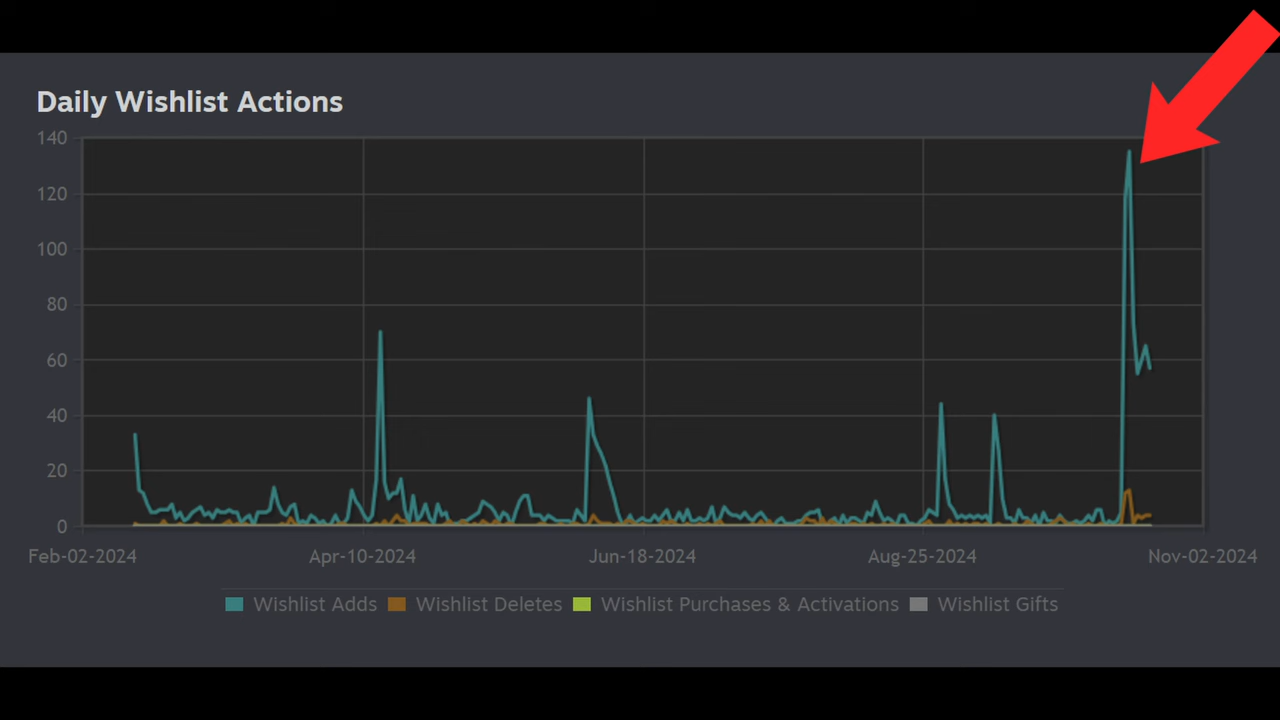 Daily Wishlist Actions
140
120
100
80
60
40
20
0
Feb-02-2024 Apr-10-2024 Jun-18-2024 Aug-25-2024 Nov-02-2024
Wishlist Adds Wishlist Deletes Wishlist Purchases & Activations Wishlist Gifts